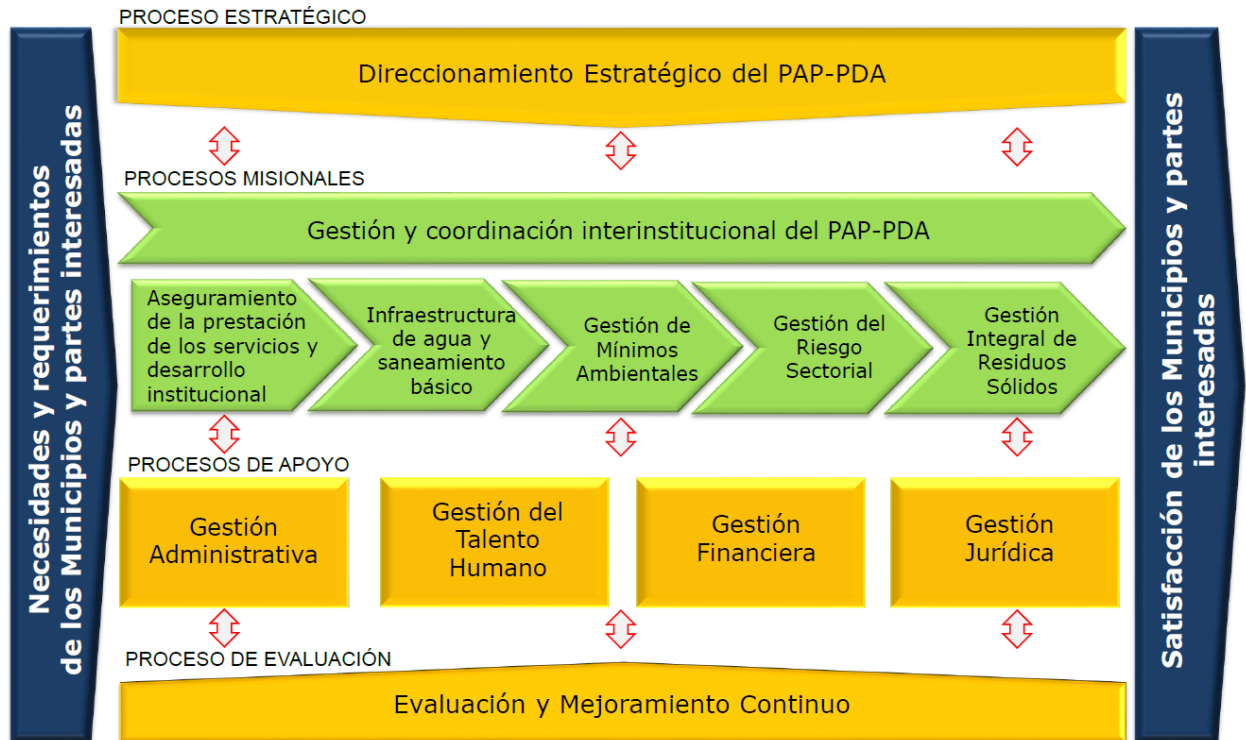 PROCESO ESTRATÉGICO
Direccionamiento Estratégico del PAP-PDA
Necesidades y requerimientos
de los Municipios y partes interesadas
PROCESOS MISIONALES
Gestión y coordinación interinstitucional del PAP-PDA
Aseguramiento
de la prestación
de los servicios y
desarrollo
institucional
Infraestructura
de agua y
saneamiento
básico
Gestión de
Mínimos
Ambientales
Gestión del
Riesgo
Sectorial
Gestión
Integral de
Residuos
Sólidos
PROCESOS DE APOYO
Gestión
Administrativa
Gestión del
Talento
Humano
Gestión
Financiera
Gestión
Jurídica
PROCESO DE EVALUACIÓN
Evaluación y Mejoramiento Continuo
Satisfacción de los Municipios y partes
interesadas